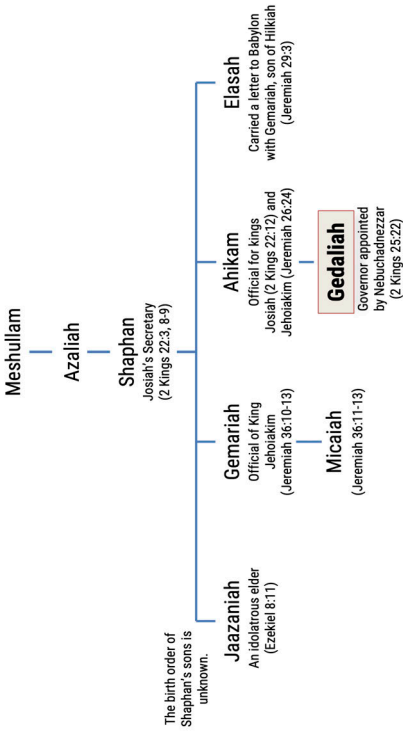 Meshullam
Azaliah
Shaphan
Josiah's Secretary
(2 Kings 22:3, 8-9)
The birth order of
Shaphan's sons is
unknown.
Jaazaniah
An idolatrous elder
(Ezekiel 8:11)
Gemariah
Official of King
Jehoiakim
(Jeremiah 36:10-13)
Micaiah
(Jeremiah 36:11-13)
Ahikam
Official for kings
Josiah (2 Kings 22:12) and
Jehoiakim (Jeremiah 26:24)
Gedaliah
Governor appointed
by Nebuchadnezzar
(2 Kings 25:22)
Elasah
Carried a letter to Babylon
with Gemariah, son of Hilkiah
(Jeremiah 29:3)